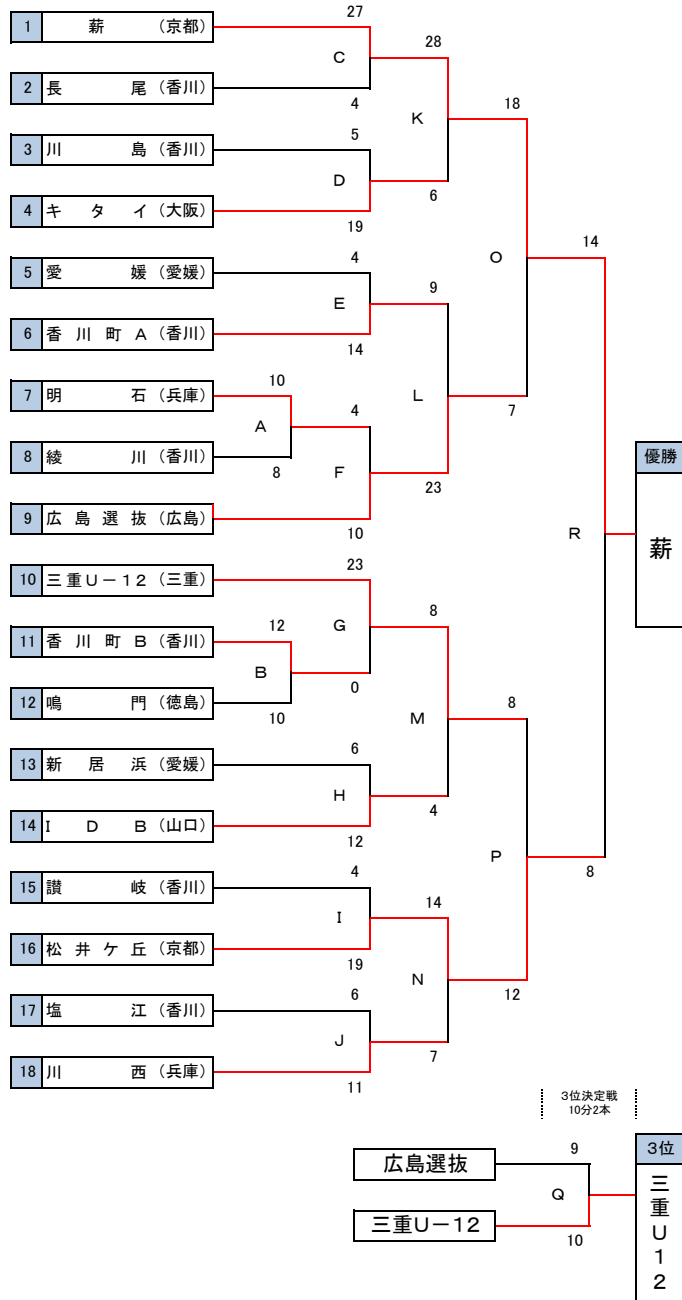 27
1 薪 (京都)
28
C
2 長 尾 (香川)
4
18
K
5
3 川 島 (香川)
D
6
4 キ タ イ (大阪)
19
14
O
4
5 愛 媛 (愛媛)
9
E
6 香 川 町 A (香川)
14
10
7 明 石 (兵庫)
L
7
4
A
8 綾 川 (香川)
8
F
23
優勝
9 広 島 選 抜 (広島)
10
R
薪
23
10 三重U－12 (三重)
8
12
G
11 香 川 町 B (香川)
B
0
12 鳴 門 (徳島)
10
M
8
6
13 新 居 浜 (愛媛)
H
4
14 I D B (山口)
12
P
8
4
15 讃 岐 (香川)
14
I
16 松 井 ケ 丘 (京都)
19
N
12
6
17 塩 江 (香川)
J
7
18 川 西 (兵庫)
11
3位決定戦
10分2本
9
3位
広島選抜
Q
三重U－12
10
三重U12